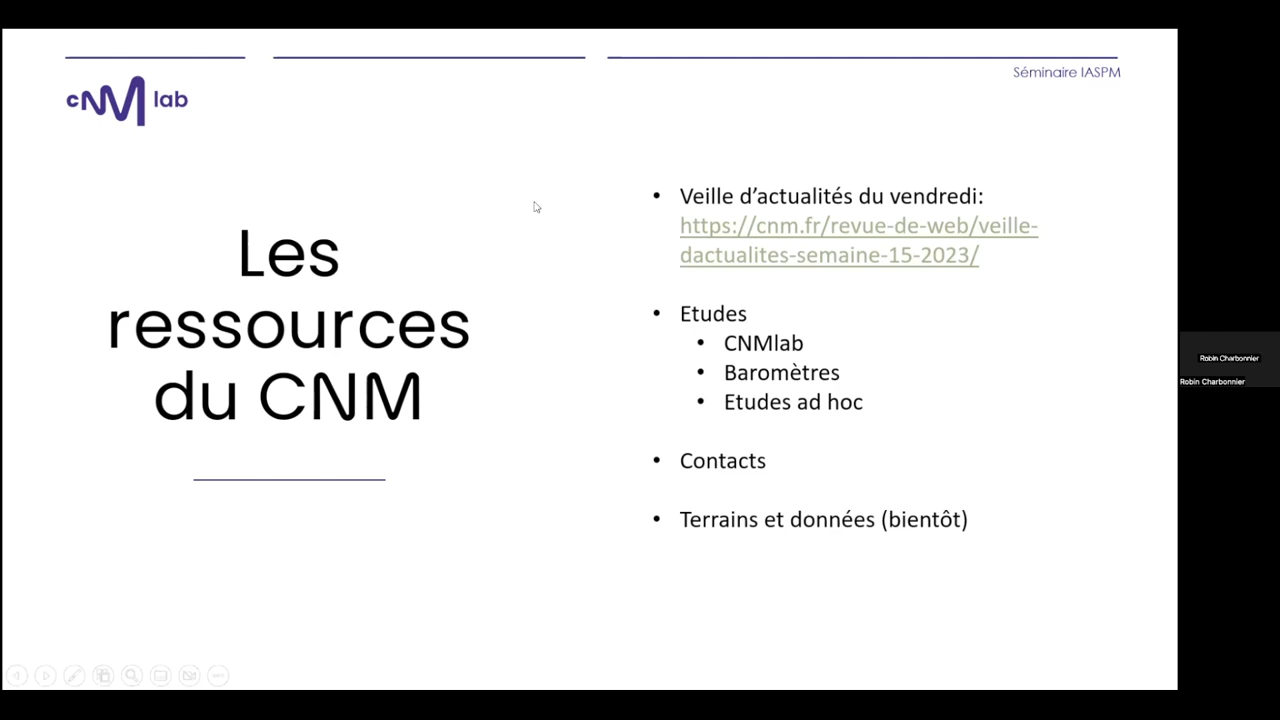 Séminaire IASPM
cNM lab
Les
ressources
du CNM
• Veille d’actualités du vendredi:
https://cnm.fr/revue-de-web/veille-
dactualites-semaine-15-2023/
• Etudes
• CNMlab
• Baromètres
• Etudes ad hoc
• Contacts
• Terrains et données (bientôt)
Robin Charbonnier
Robin Charbonnier